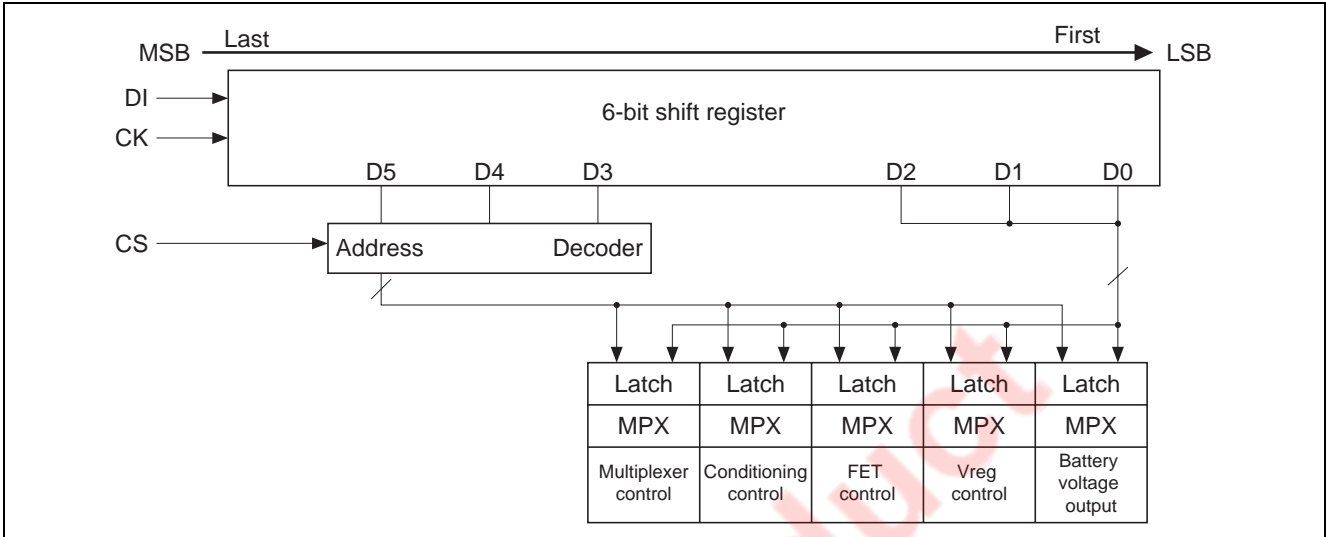 MSB Last First LSB
DI
6-bit shift register
CK
D5 D4 D3 D2 D1 D0
CS
Address Decoder
Latch Latch Latch Latch Latch
MPX MPX MPX MPX MPX
Multiplexer control
Conditioning control
FET control
Vreg control
Battery voltage output
duct